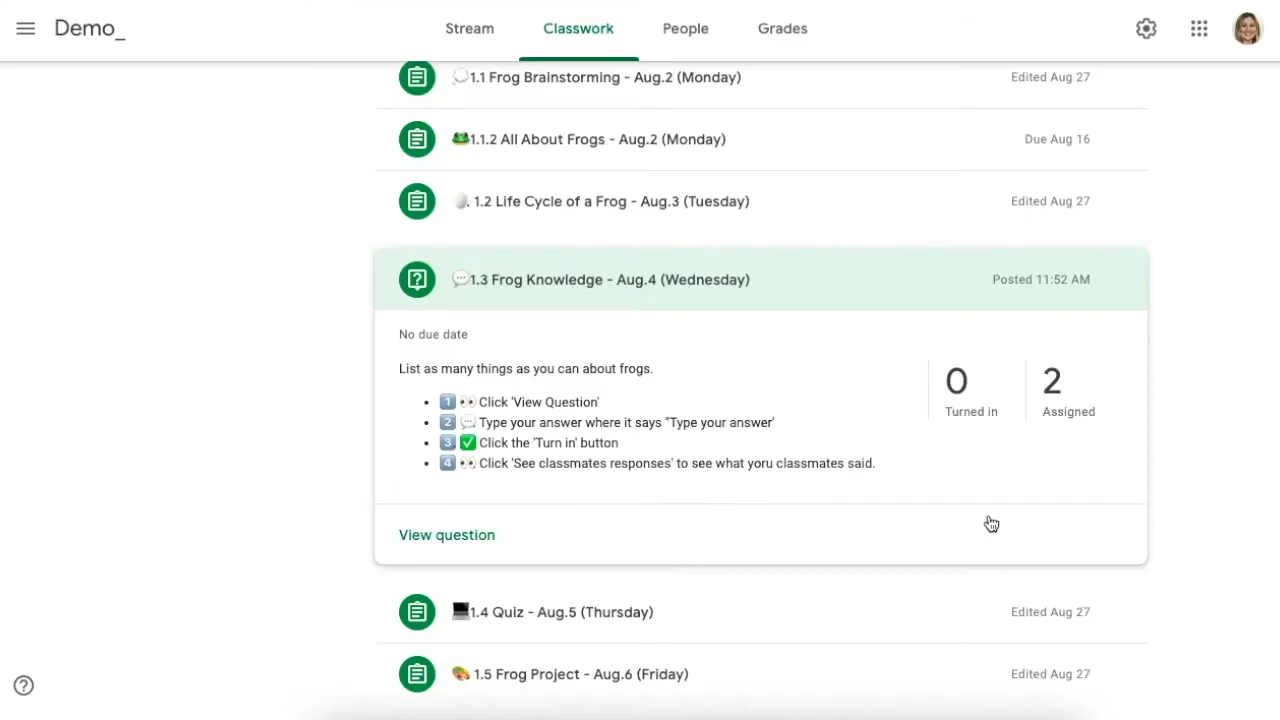 Demo_
Stream Classwork People Grades
1.1 Frog Brainstorming - Aug.2 (Monday) Edited Aug 27
1.1.2 All About Frogs - Aug.2 (Monday) Due Aug 16
. 1.2 Life Cycle of a Frog - Aug.3 (Tuesday) Edited Aug 27
1.3 Frog Knowledge - Aug.4 (Wednesday) Posted 11:52 AM
No due date
List as many things as you can about frogs.
• 1️⃣ 👀 Click 'View Question'
• 2️⃣ 💬 Type your answer where it says "Type your answer'
• 3️⃣ ✅ Click the 'Turn in' button
• 4️⃣ 👀 Click 'See classmates responses' to see what yoru classmates said.
0 2
Turned in Assigned
View question
1.4 Quiz - Aug.5 (Thursday) Edited Aug 27
1.5 Frog Project - Aug.6 (Friday) Edited Aug 27